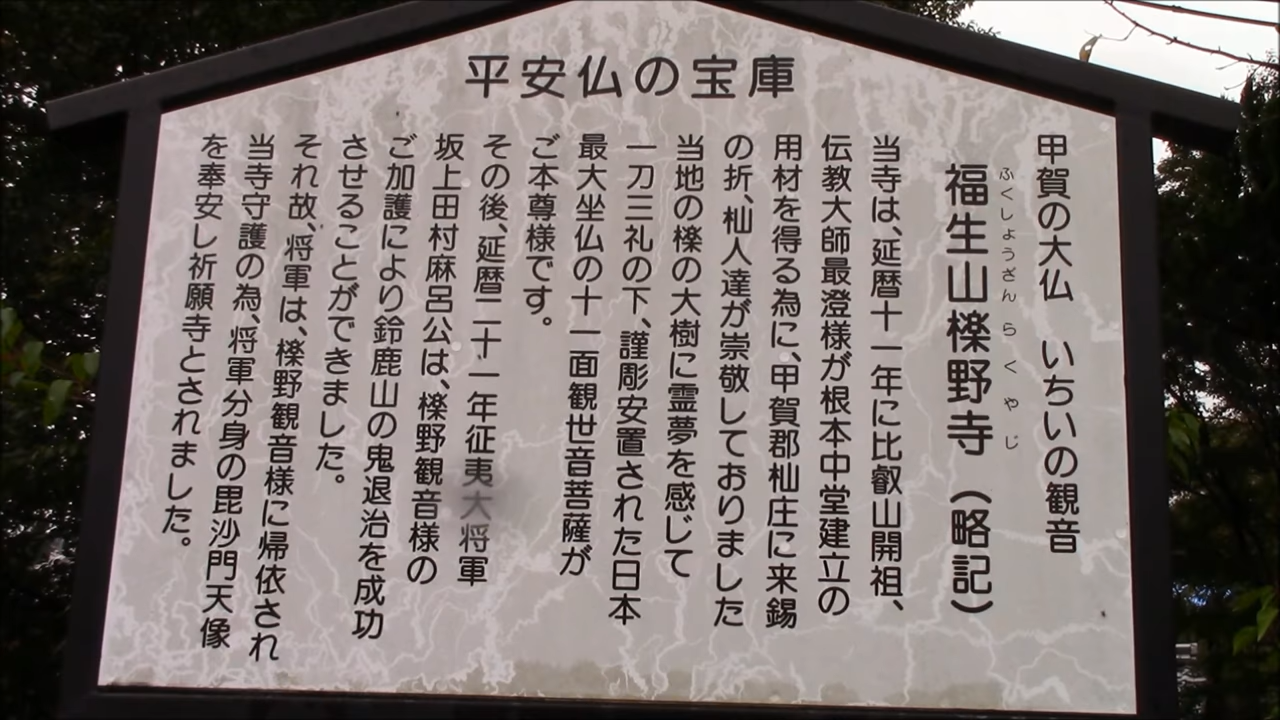 平安仏の宝庫
甲賀の大仏 いちいの観音
ふくしょうざんらくやじ
福生山櫟野寺（略記）
当寺は、延暦十一年に比叡山開祖、
伝教大師最澄様が根本中堂建立の
用材を得る為に、甲賀郡杣庄に来錫
の折、杣人達が崇敬しておりました
当地の櫟の大樹に霊夢を感じて
一刀三礼の下、謹彫安置された日本
最大坐仏の十一面観世音菩薩が
ご本尊様です。
その後、延暦二十一年征夷大将軍
坂上田村麻呂公は、櫟野観音様の
ご加護により鈴鹿山の鬼退治を成功
させることができました。
それ故、将軍は、櫟野観音様に帰依され
当寺守護の為、将軍分身の毘沙門天像
を奉安し祈願寺とされました。